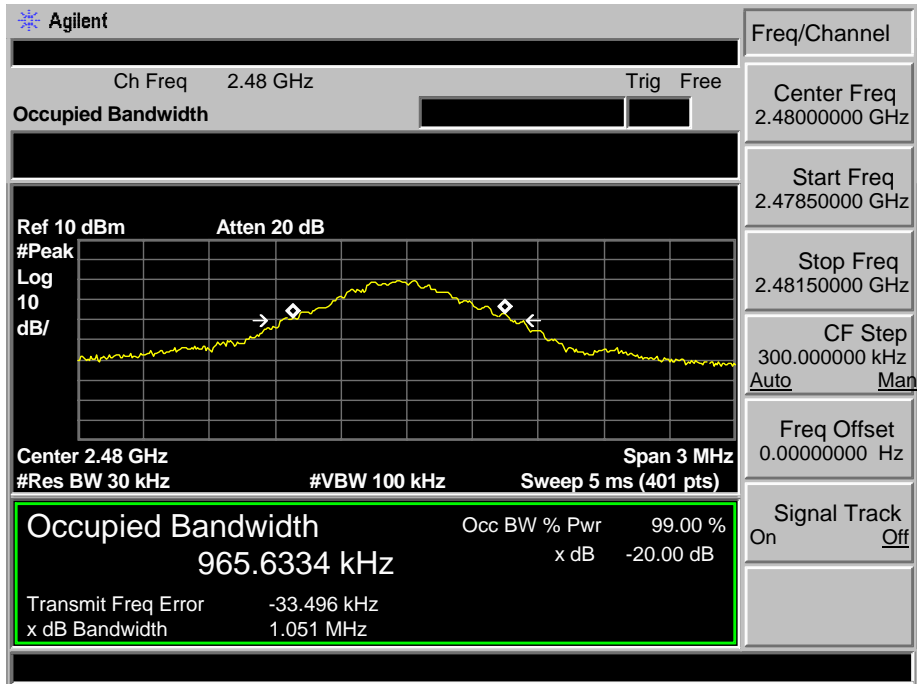 Agilent
Freq/Channel
Ch Freq 2.48 GHz Trig Free
Occupied Bandwidth
Center Freq
2.48000000 GHz
Start Freq
2.47850000 GHz
Stop Freq
2.48150000 GHz
CF Step
300.000000 kHz
Auto Man
Freq Offset
0.00000000 Hz
Signal Track
On Off
Ref 10 dBm Atten 20 dB
#Peak
Log
10
dB/
Center 2.48 GHz Span 3 MHz
#Res BW 30 kHz #VBW 100 kHz Sweep 5 ms (401 pts)
Occupied Bandwidth Occ BW % Pwr 99.00 %
965.6334 kHz x dB -20.00 dB
Transmit Freq Error -33.496 kHz
x dB Bandwidth 1.051 MHz